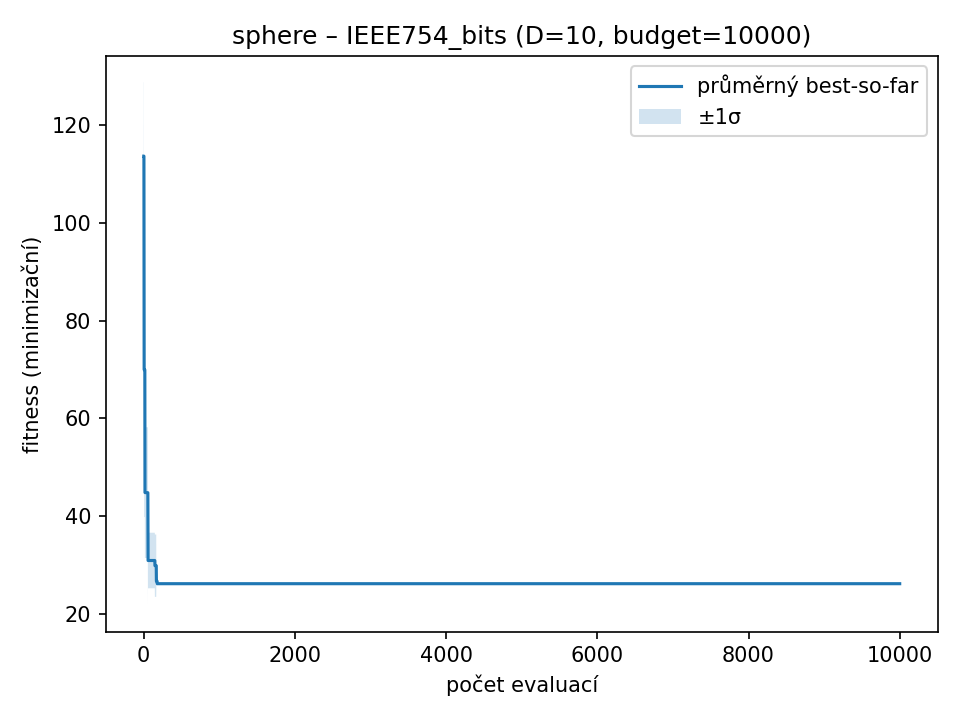 sphere – IEEE754_bits (D=10, budget=10000)
průměrný best-so-far
±1σ
120
100
80
60
40
20
fitness (minimizační)
0 2000 4000 6000 8000 10000
počet evaluací